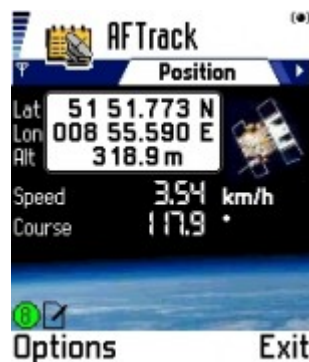 AFTrack
Position
Lat 51 51.773 N
Lon 008 55.590 E
Alt 318.9 m
Speed 3.54 km/h
Course 117.9 °
8
Options Exit